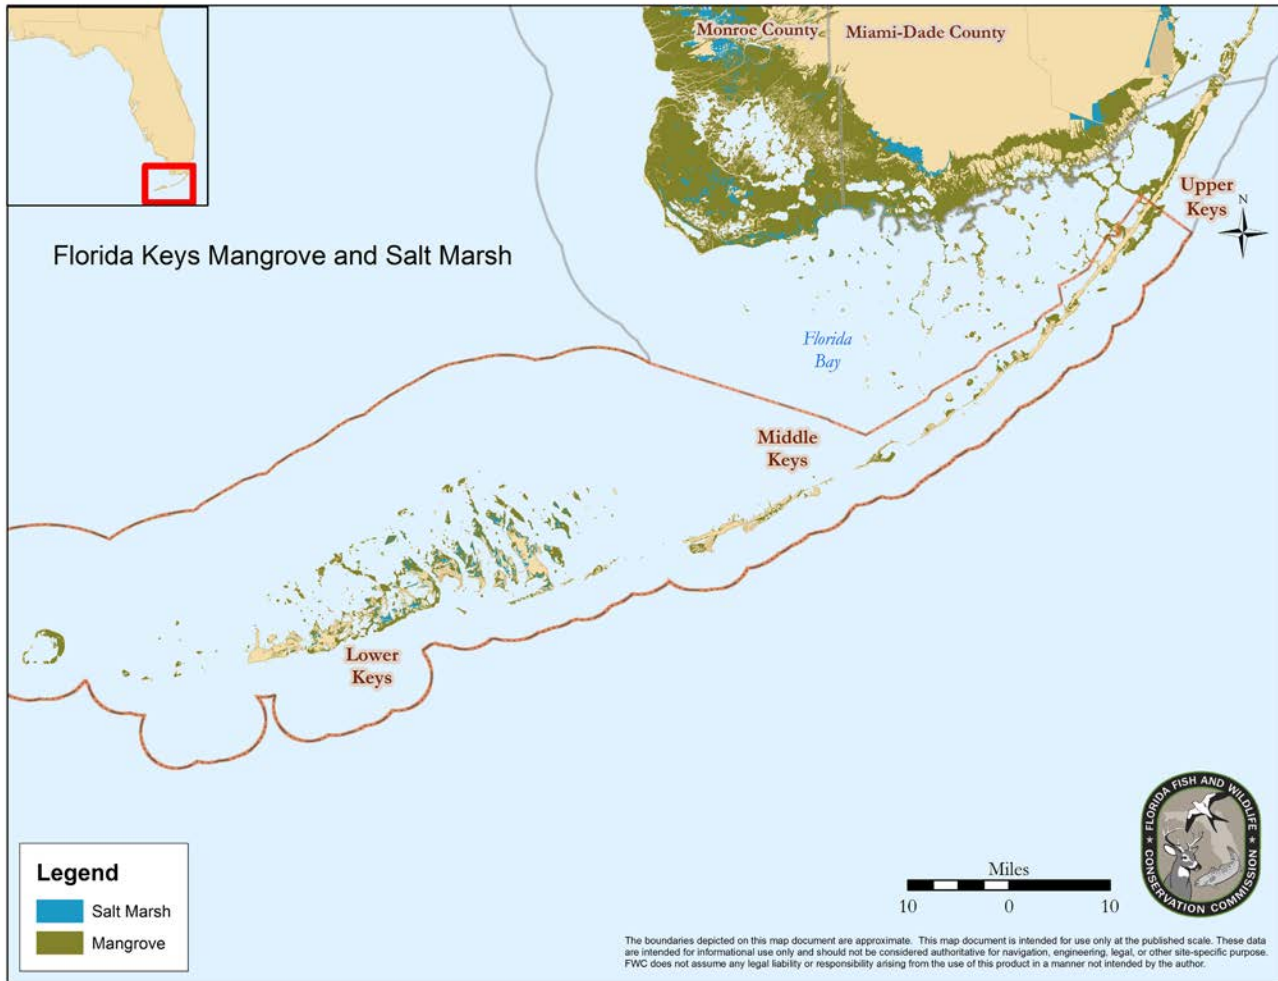 Monroe County
Miami-Dade County
Upper
Keys
N
Florida Keys Mangrove and Salt Marsh
Florida
Bay
Middle
Keys
Lower
Keys
Legend
Salt Marsh
Mangrove
Miles
10 0 10
FLORIDA FISH AND WILDLIFE
CONSERVATION COMMISSION
The boundaries depicted on this map document are approximate. This map document is intended for use only at the published scale. These data
are intended for informational use only and should not be considered authoritative for navigation, engineering, legal, or other site-specific purpose.
FWC does not assume any legal liability or responsibility arising from the use of this product in a manner not intended by the author.